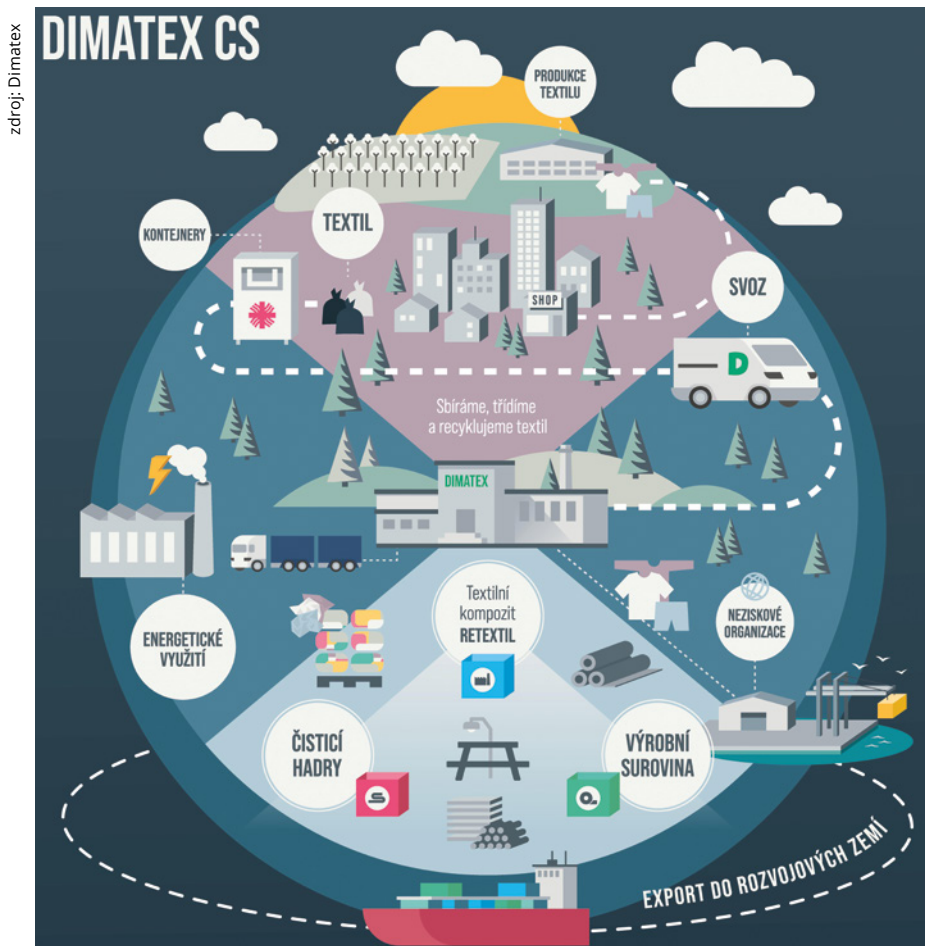 zdroj: Dimatex
DIMATEX CS
PRODUKCE
TEXTILU
TEXTIL
KONTEJNERY
SVOZ
SHOP
D
Sbíráme, třídíme
a recyklujeme textil
DIMATEX
Textilní
kompozit
RETEXTIL
NEZISKOVÉ
ORGANIZACE
ENERGETICKÉ
VYUŽITÍ
ČISTICÍ
HADRY
VÝROBNÍ
SUROVINA
EXPORT DO ROZVOJOVÝCH ZEMÍ